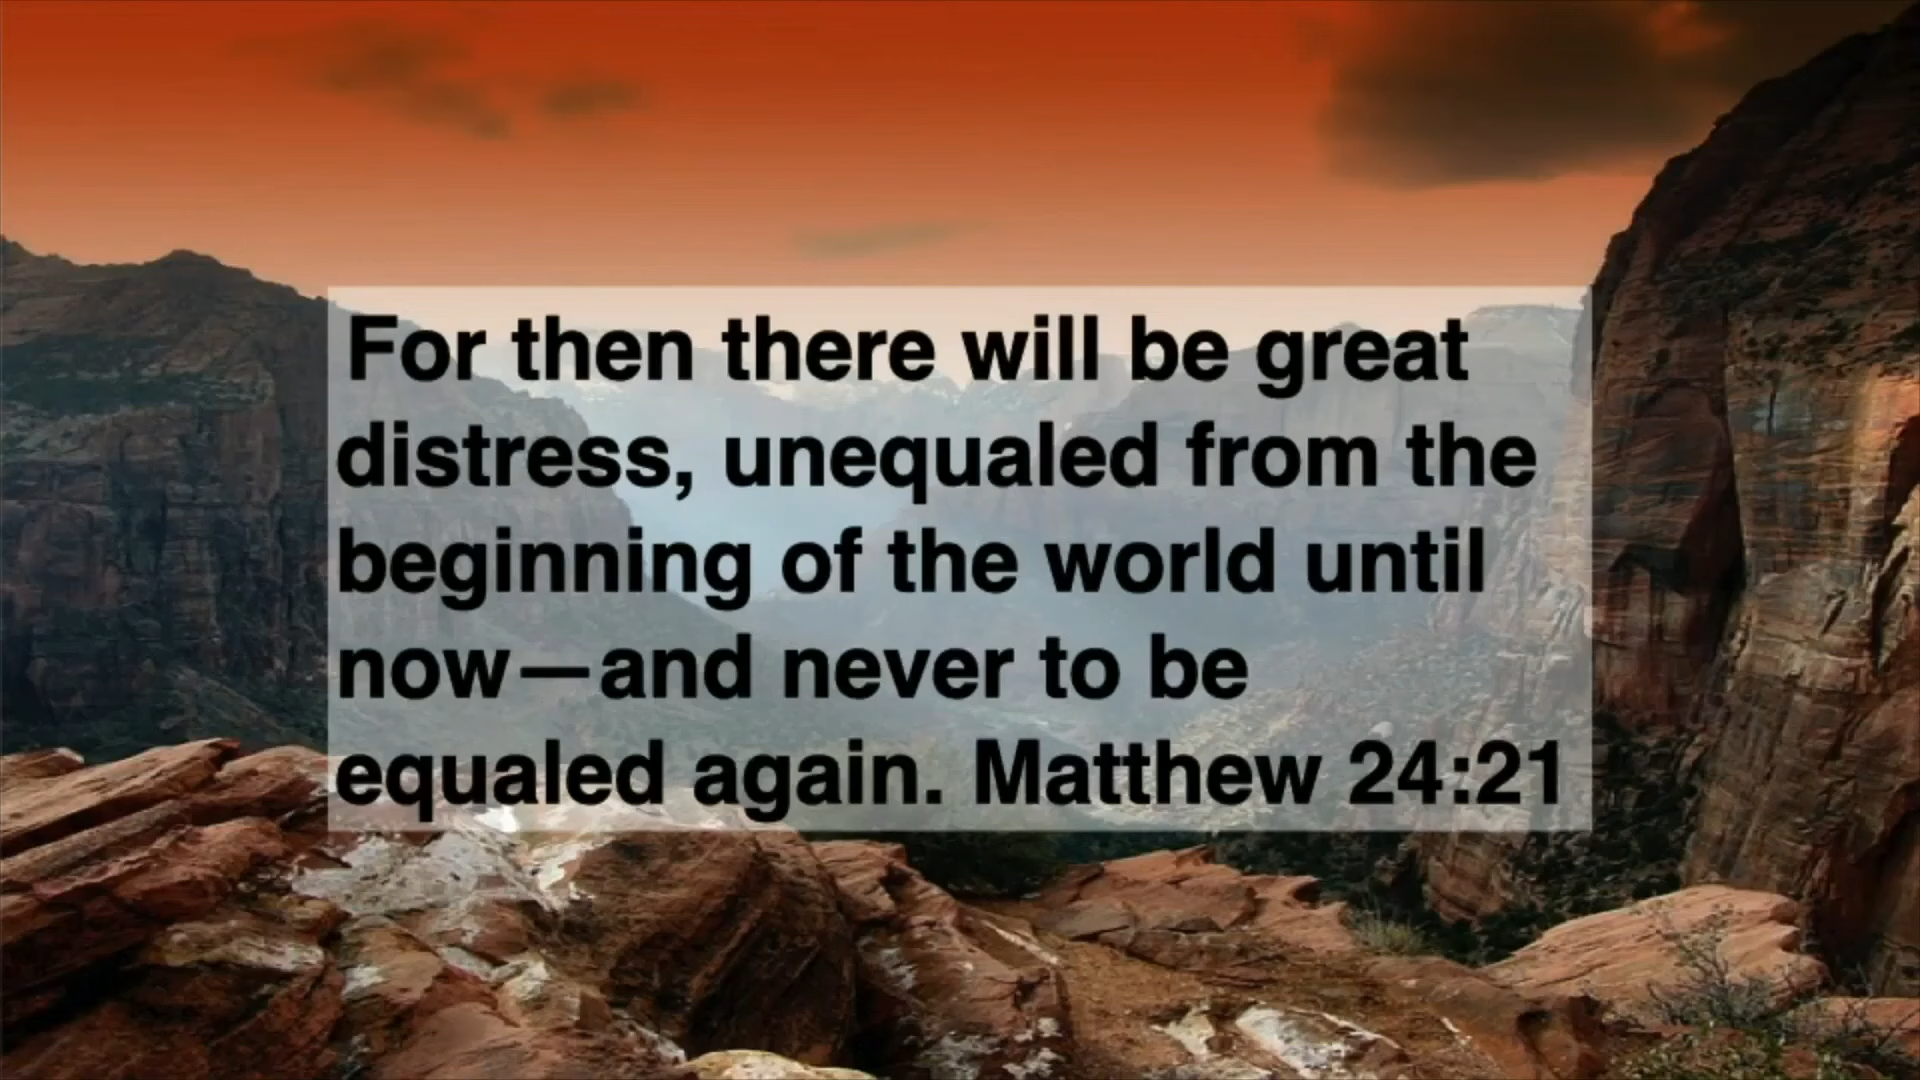 For then there will be great
distress, unequaled from the
beginning of the world until
now—and never to be
equaled again. Matthew 24:21